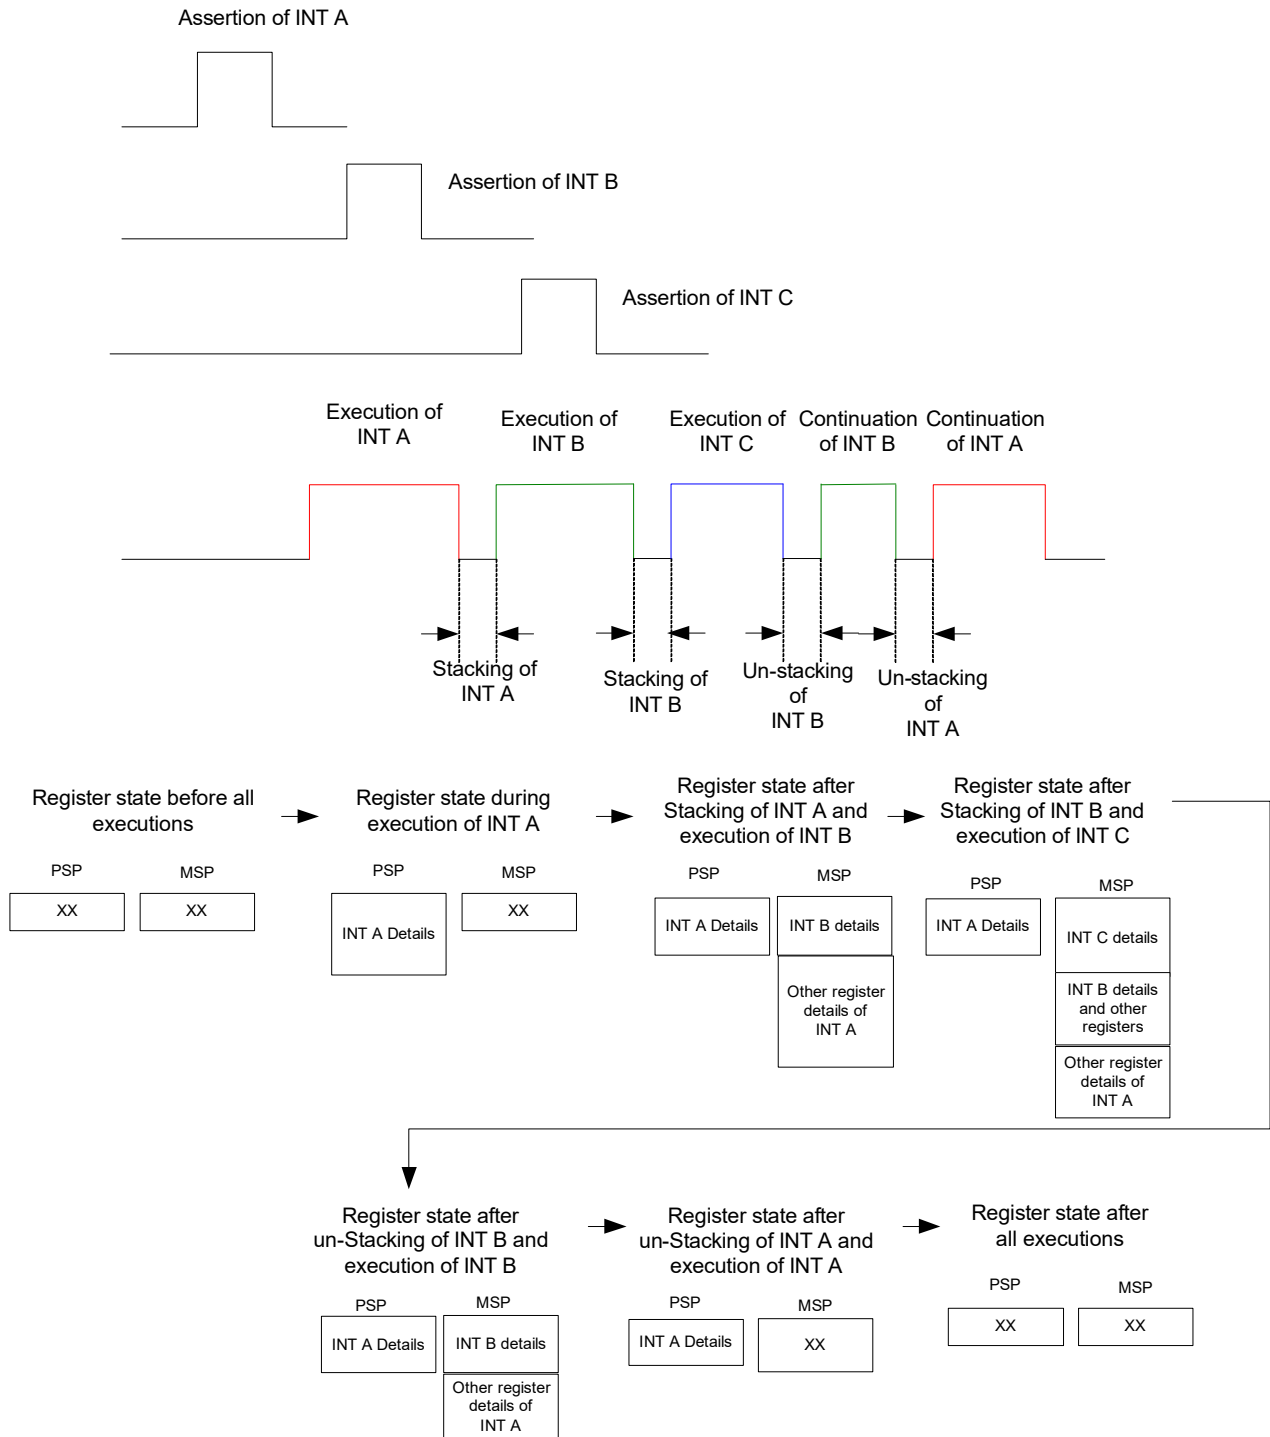 Assertion of INT A
Assertion of INT B
Assertion of INT C
Execution of
INT A
Execution of
INT B
Execution of
INT C
Continuation
of INT B
Continuation
of INT A
Stacking of
INT A
Stacking of
INT B
Un-stacking
of
INT B
Un-stacking
of
INT A
Register state before all
executions
PSP
MSP
XX
XX
Register state during
execution of INT A
PSP
MSP
INT A Details
XX
Register state after
Stacking of INT A and
execution of INT B
PSP
MSP
INT A Details
INT B details
Other register
details of
INT A
Register state after
Stacking of INT B and
execution of INT C
PSP
MSP
INT A Details
INT C details
INT B details
and other
registers
Other register
details of
INT A
Register state after
un-Stacking of INT B and
execution of INT B
PSP
MSP
INT A Details
INT B details
Other register
details of
INT A
Register state after
un-Stacking of INT A and
execution of INT A
PSP
MSP
INT A Details
XX
Register state after
all executions
PSP
MSP
XX
XX